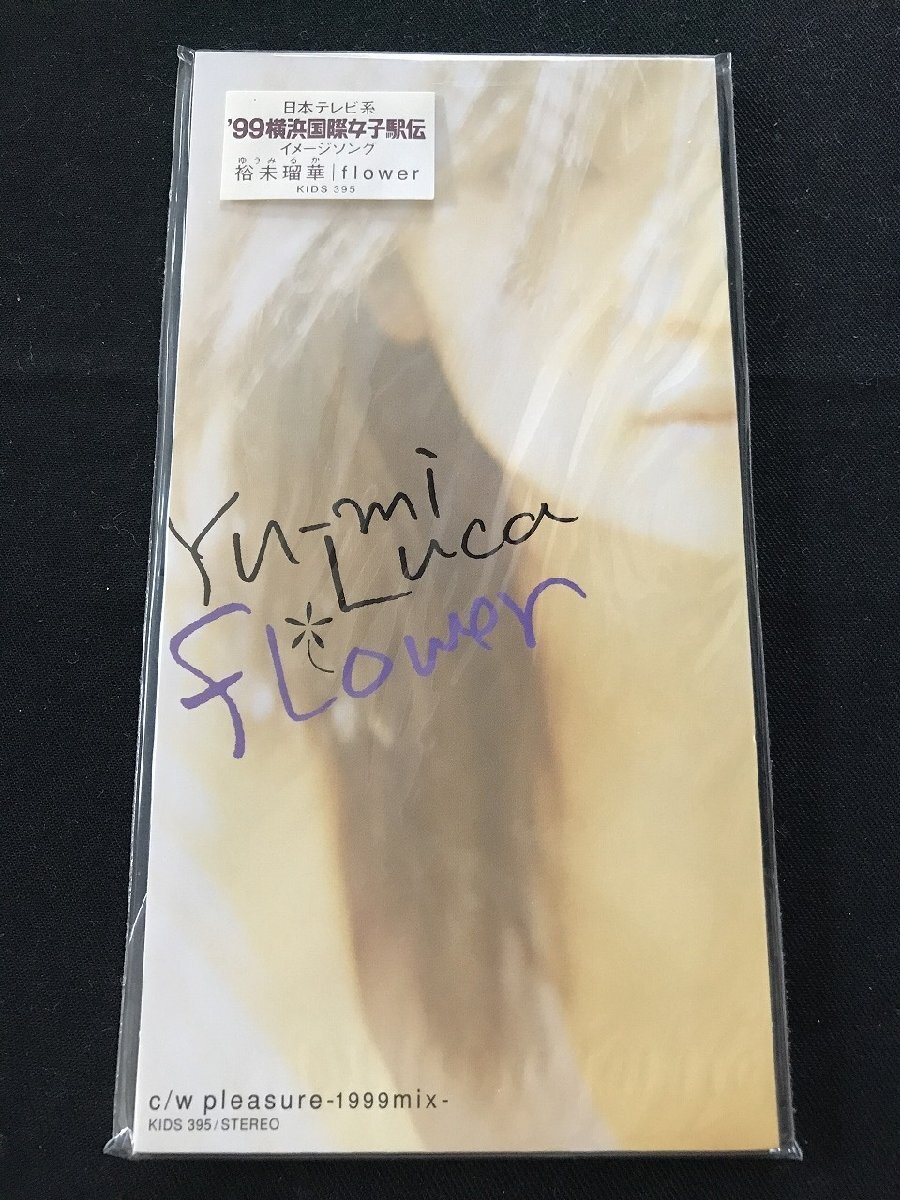 日本テレビ系
'99横浜国際女子駅伝
イメージソング
ゆうみるか
裕未瑠華|flower
KIDS 395
Yu-mi
Luca
fLower
c/w pleasure-1999mix-
KIDS 395/STEREO